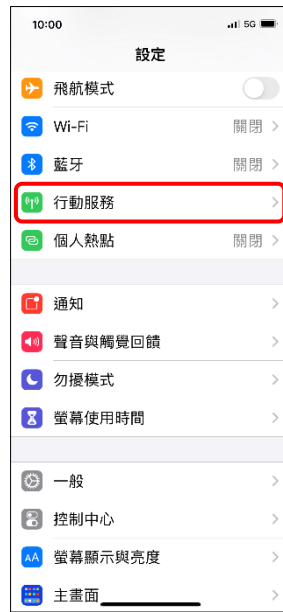 10:00 5G
設定
飛航模式
Wi-Fi 關閉
藍牙 關閉
行動服務
個人熱點 關閉
通知
聲音與觸覺回饋
勿擾模式
螢幕使用時間
一般
控制中心
AA 螢幕顯示與亮度
主畫面